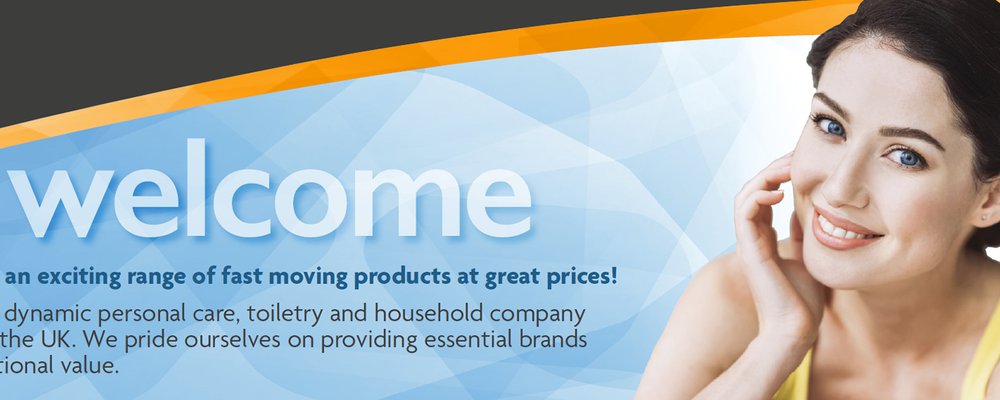 welcome
an exciting range of fast moving products at great prices!
dynamic personal care, toiletry and household company
the UK. We pride ourselves on providing essential brands
tional value.